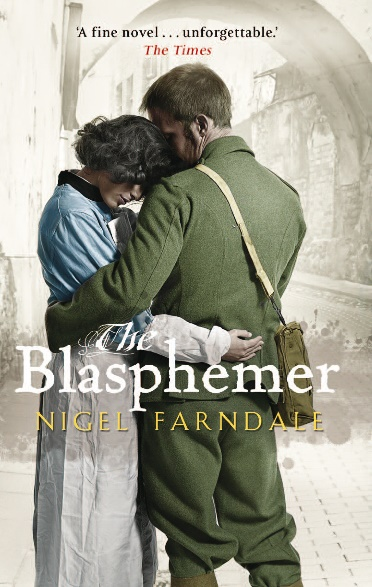 'A fine novel . . . unforgettable.'
The Times
The
Blasphemer
NIGEL FARNDALE